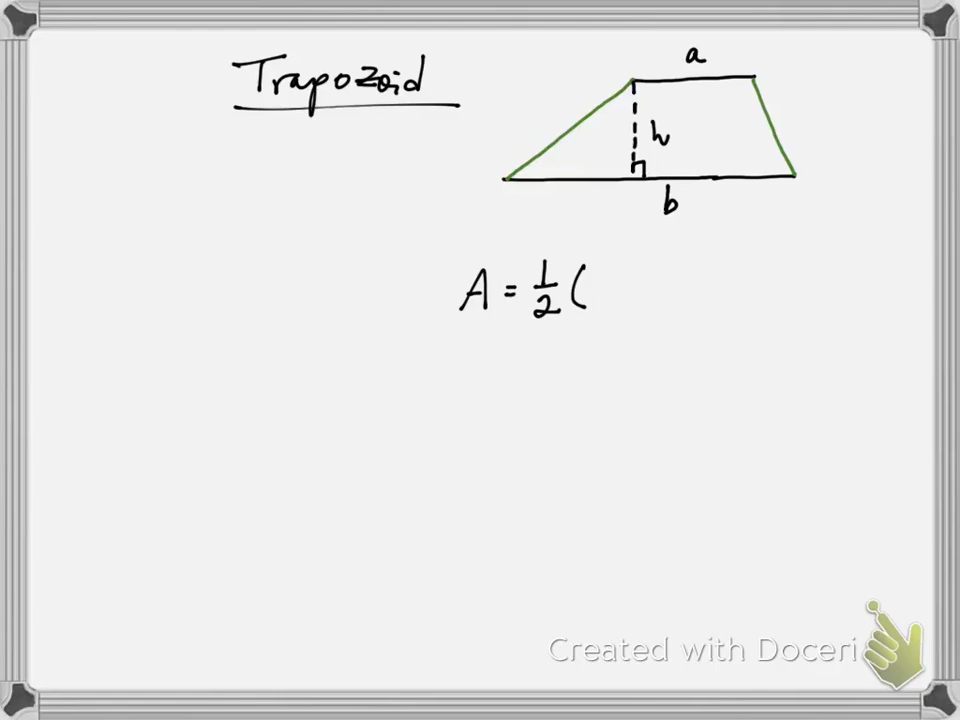 Trapozoid
a
h
b
A = 1/2 (
Created with Doceri